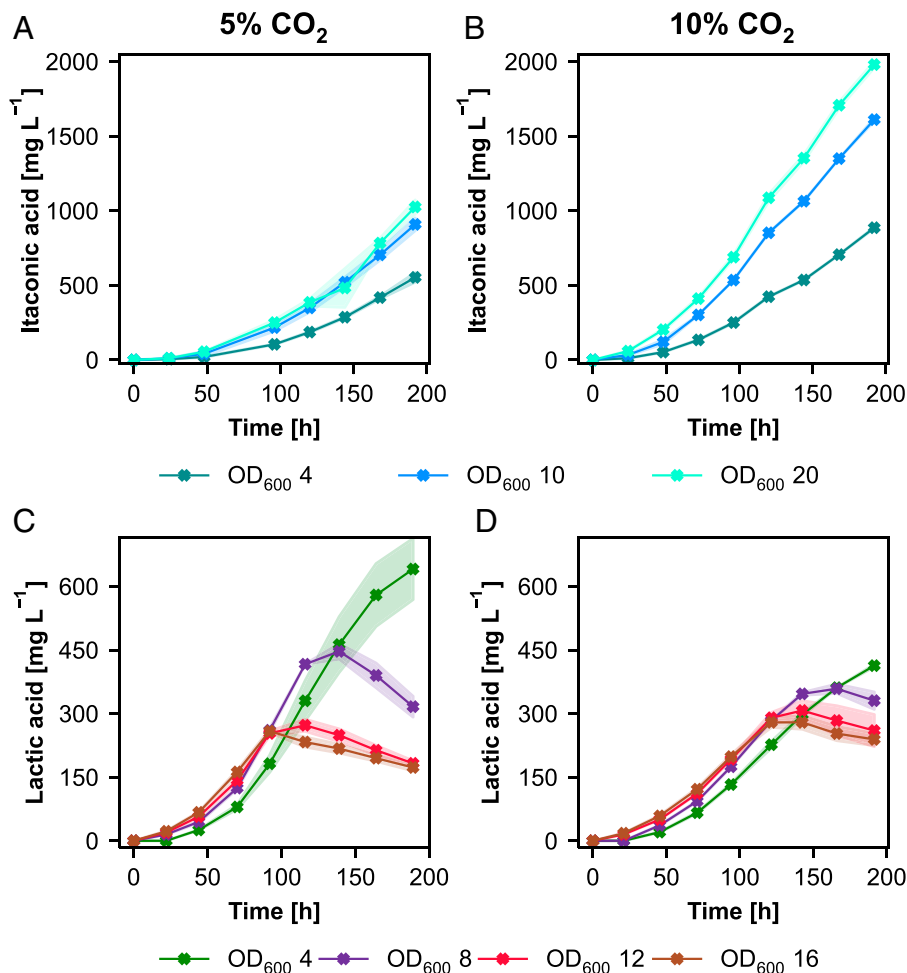 A 5% CO₂ B 10% CO₂
Itaconic acid [mg L⁻¹]
2000
1500
1000
500
0
0 50 100 150 200
Time [h]
Itaconic acid [mg L⁻¹]
2000
1500
1000
500
0
0 50 100 150 200
Time [h]
OD₆₀₀ 4 OD₆₀₀ 10 OD₆₀₀ 20
C D
Lactic acid [mg L⁻¹]
600
450
300
150
0
0 50 100 150 200
Time [h]
Lactic acid [mg L⁻¹]
600
450
300
150
0
0 50 100 150 200
Time [h]
OD₆₀₀ 4 OD₆₀₀ 8 OD₆₀₀ 12 OD₆₀₀ 16